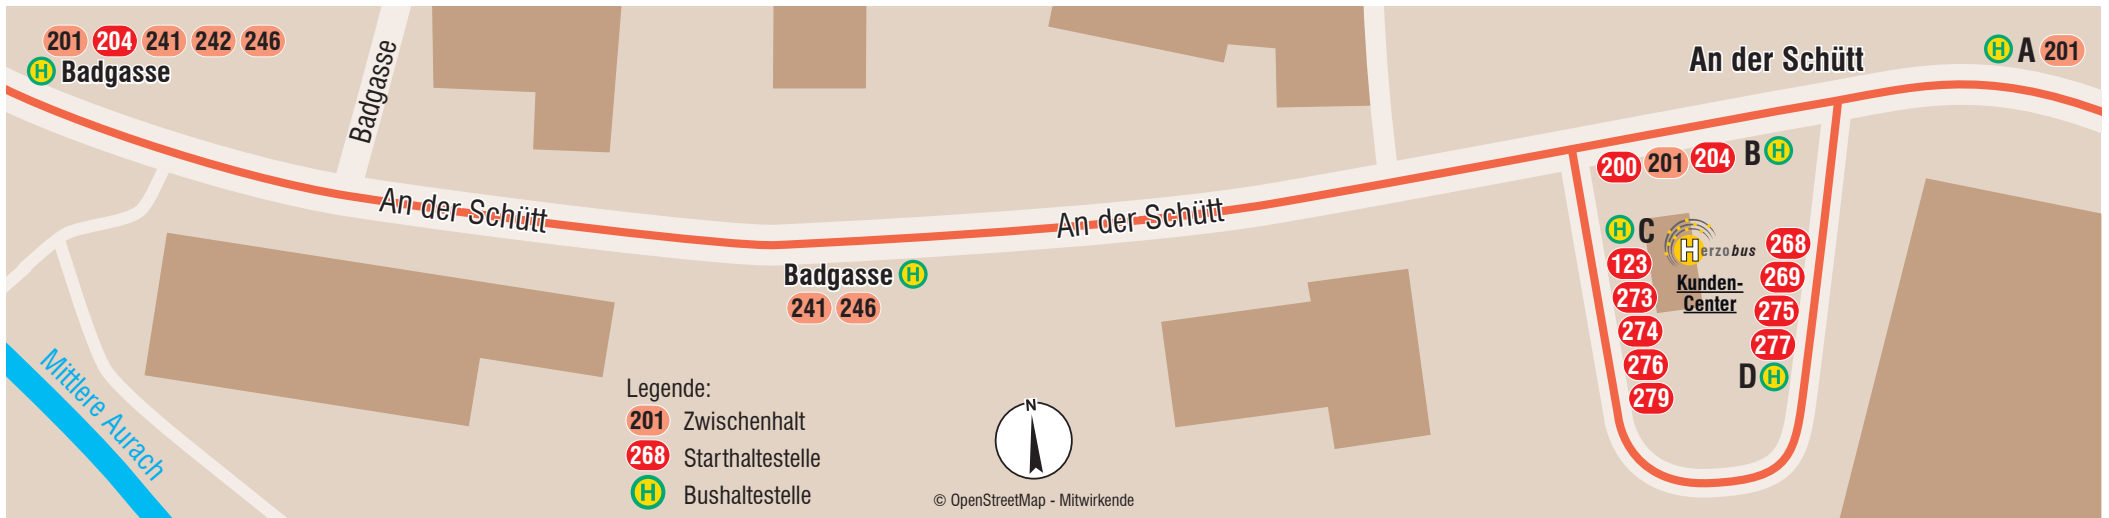 201 204 241 242 246
H Badgasse
Badgasse
An der Schütt
An der Schütt
An der Schütt
H A 201
200 201 204 B H
H C
123
273
274
276
279
Herzobus
Kunden-
Center
268
269
275
277
D H
Badgasse H
241 246
Mittlere Aurach
Legende:
201 Zwischenhalt
268 Starthaltestelle
H Bushaltestelle
N
© OpenStreetMap - Mitwirkende